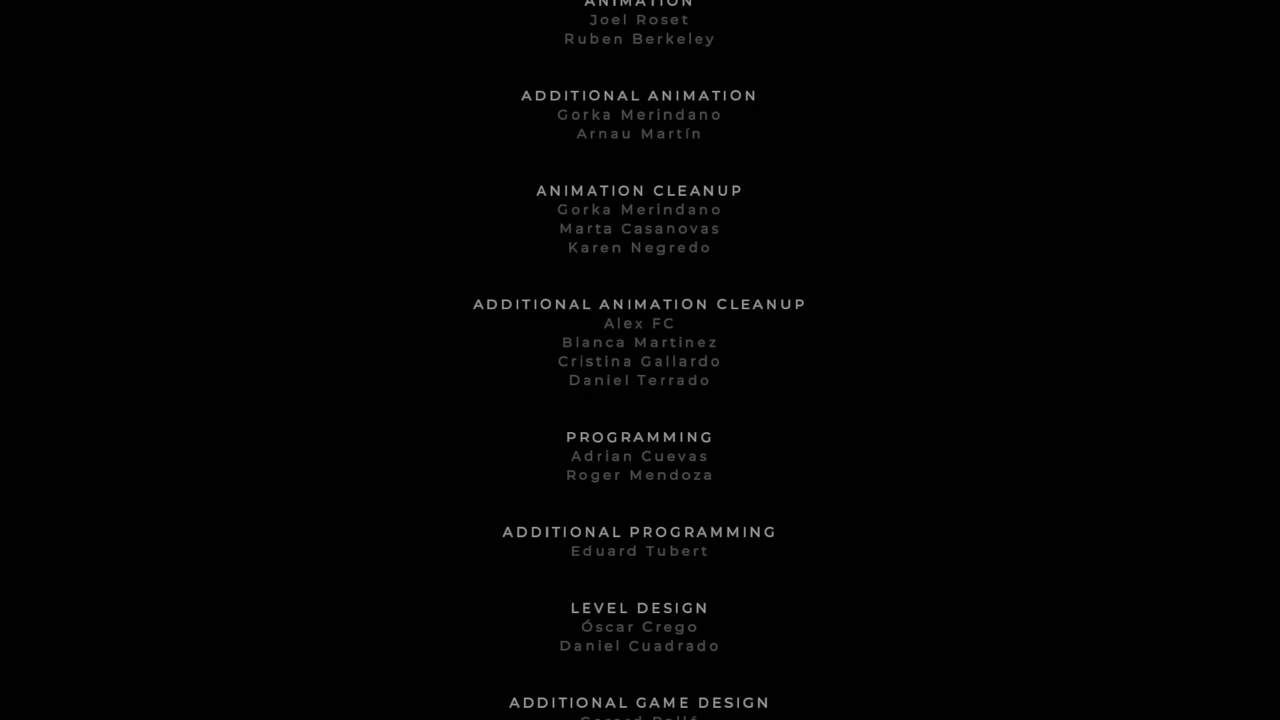 ANIMATION
Joel Roset
Ruben Berkeley
ADDITIONAL ANIMATION
Gorka Merindano
Arnau Martín
ANIMATION CLEANUP
Gorka Merindano
Marta Casanovas
Karen Negredo
ADDITIONAL ANIMATION CLEANUP
Alex FC
Blanca Martinez
Cristina Gallardo
Daniel Terrado
PROGRAMMING
Adrian Cuevas
Roger Mendoza
ADDITIONAL PROGRAMMING
Eduard Tubert
LEVEL DESIGN
Óscar Crego
Daniel Cuadrado
ADDITIONAL GAME DESIGN